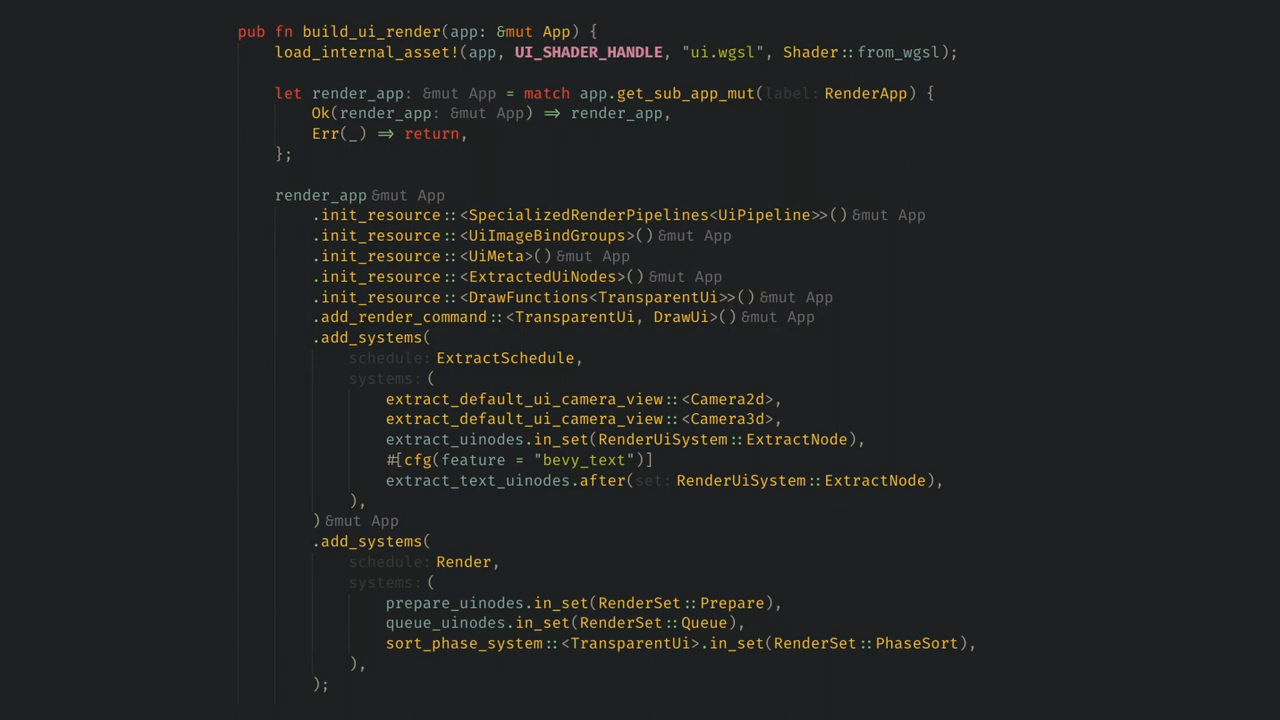 pub fn build_ui_render(app: &mut App) {
    load_internal_asset!(app, UI_SHADER_HANDLE, "ui.wgsl", Shader::from_wgsl);

    let render_app: &mut App = match app.get_sub_app_mut(label: RenderApp) {
        Ok(render_app: &mut App) => render_app,
        Err(_) => return,
    };

    render_app &mut App
        .init_resource::<SpecializedRenderPipelines<UiPipeline>>() &mut App
        .init_resource::<UiImageBindGroups>() &mut App
        .init_resource::<UiMeta>() &mut App
        .init_resource::<ExtractedUiNodes>() &mut App
        .init_resource::<DrawFunctions<TransparentUi>>() &mut App
        .add_render_command::<TransparentUi, DrawUi>() &mut App
        .add_systems(
            schedule: ExtractSchedule,
            systems: (
                extract_default_ui_camera_view::<Camera2d>,
                extract_default_ui_camera_view::<Camera3d>,
                extract_uinodes.in_set(RenderUiSystem::ExtractNode),
                #[cfg(feature = "bevy_text")]
                extract_text_uinodes.after(set: RenderUiSystem::ExtractNode),
            ),
        ) &mut App
        .add_systems(
            schedule: Render,
            systems: (
                prepare_uinodes.in_set(RenderSet::Prepare),
                queue_uinodes.in_set(RenderSet::Queue),
                sort_phase_system::<TransparentUi>.in_set(RenderSet::PhaseSort),
            ),
        );